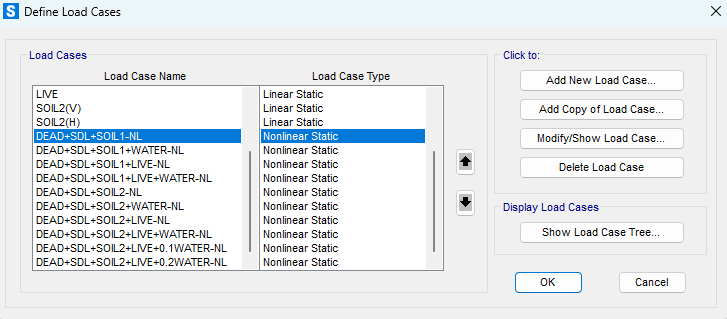 S Define Load Cases
Load Cases
Click to:
Load Case Name Load Case Type
LIVE Linear Static
SOIL2(V) Linear Static
SOIL2(H) Linear Static
DEAD+SDL+SOIL1-NL Nonlinear Static
DEAD+SDL+SOIL1+WATER-NL Nonlinear Static
DEAD+SDL+SOIL1+LIVE-NL Nonlinear Static
DEAD+SDL+SOIL1+LIVE+WATER-NL Nonlinear Static
DEAD+SDL+SOIL2-NL Nonlinear Static
DEAD+SDL+SOIL2+WATER-NL Nonlinear Static
DEAD+SDL+SOIL2+LIVE-NL Nonlinear Static
DEAD+SDL+SOIL2+LIVE+WATER-NL Nonlinear Static
DEAD+SDL+SOIL2+LIVE+0.1WATER-NL Nonlinear Static
DEAD+SDL+SOIL2+LIVE+0.2WATER-NL Nonlinear Static
Add New Load Case...
Add Copy of Load Case...
Modify/Show Load Case...
Delete Load Case
Display Load Cases
Show Load Case Tree...
OK
Cancel